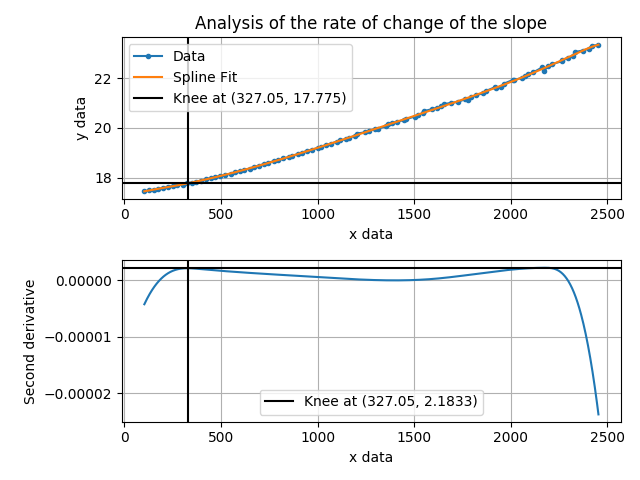 Analysis of the rate of change of the slope
Data
Spline Fit
Knee at (327.05, 17.775)
22
20
18
y data
0 500 1000 1500 2000 2500
x data
0.00000
−0.00001
−0.00002
Second derivative
Knee at (327.05, 2.1833)
0 500 1000 1500 2000 2500
x data